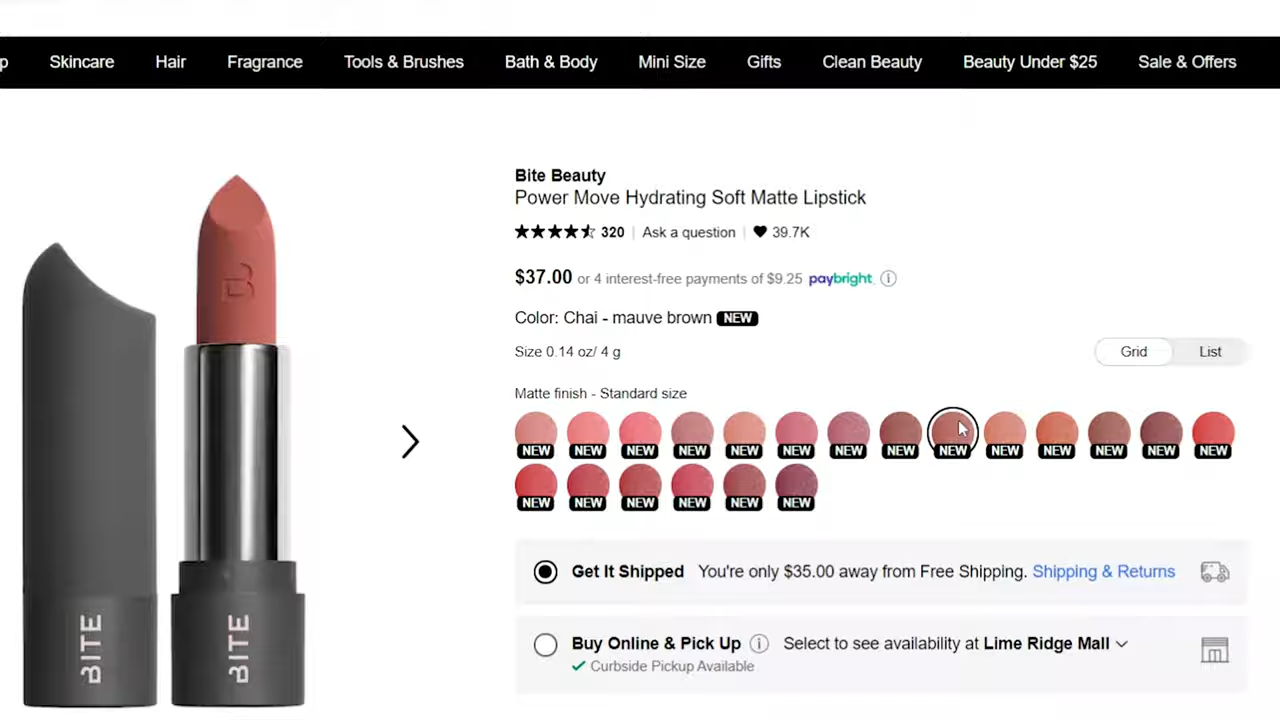 p Skincare Hair Fragrance Tools & Brushes Bath & Body Mini Size Gifts Clean Beauty Beauty Under $25 Sale & Offers
Bite Beauty
Power Move Hydrating Soft Matte Lipstick
320 | Ask a question | 39.7K
$37.00 or 4 interest-free payments of $9.25 paybright
Color: Chai - mauve brown NEW
Size 0.14 oz/ 4 g
Grid List
Matte finish - Standard size
NEW NEW NEW NEW NEW NEW NEW NEW NEW NEW NEW NEW NEW NEW
NEW NEW NEW NEW NEW NEW
Get It Shipped You're only $35.00 away from Free Shipping. Shipping & Returns
Buy Online & Pick Up Select to see availability at Lime Ridge Mall
Curbside Pickup Available
B
BITE
BITE